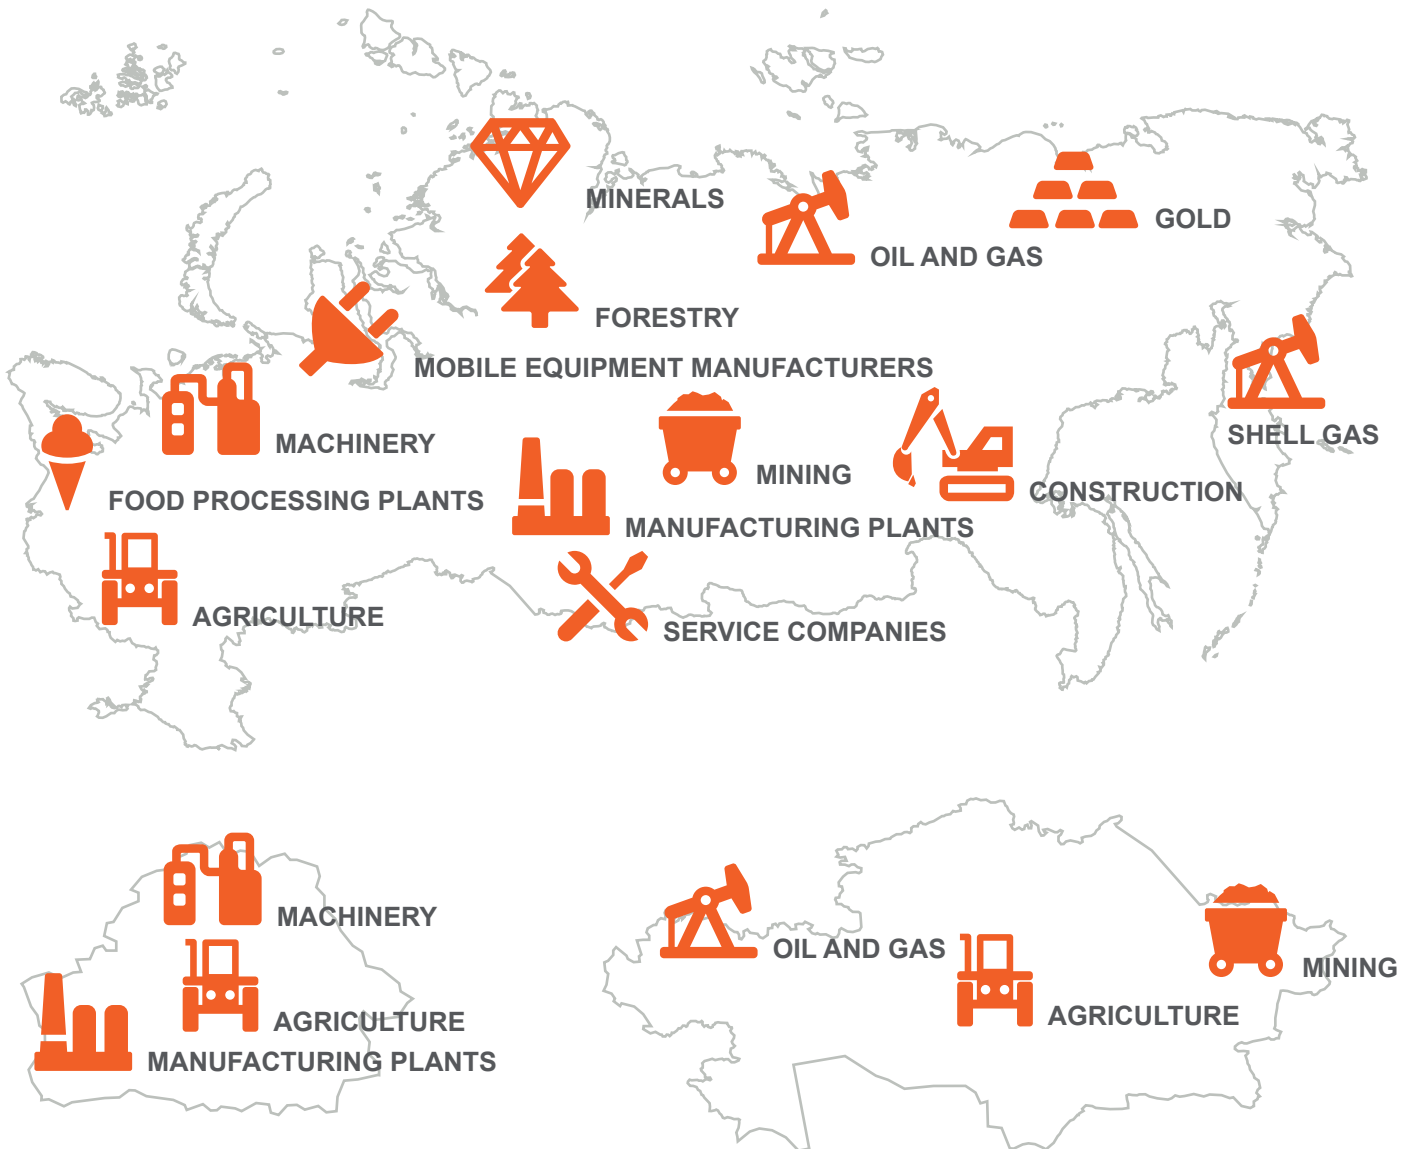 MINERALS
GOLD
OIL AND GAS
FORESTRY
MOBILE EQUIPMENT MANUFACTURERS
SHELL GAS
MACHINERY
MINING
CONSTRUCTION
FOOD PROCESSING PLANTS
MANUFACTURING PLANTS
AGRICULTURE
SERVICE COMPANIES
MACHINERY
AGRICULTURE
MANUFACTURING PLANTS
OIL AND GAS
MINING
AGRICULTURE